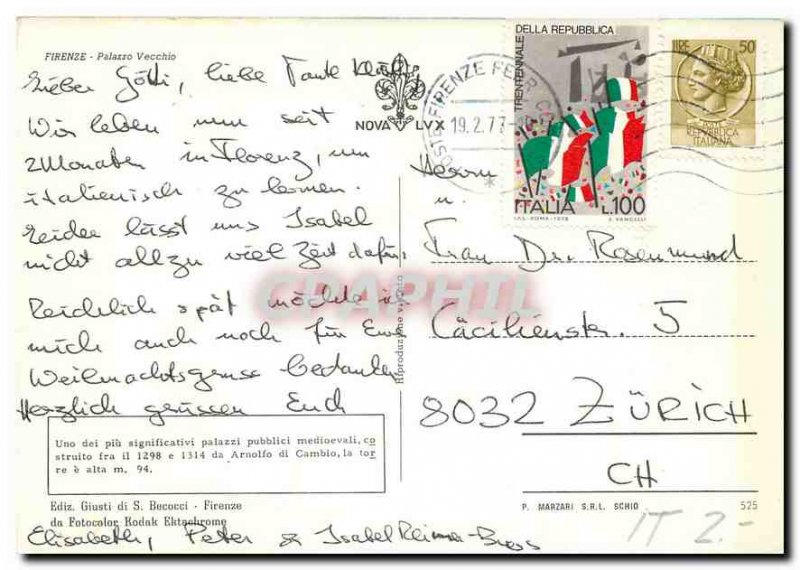 FIRENZE - Palazzo Vecchio
Lieber Götti, liebe Tante
Wir leben nun seit
2 Monaten in Florenz, um
italienisch zu lernen.
Leider lässt uns Isabel
nicht allzu viel Zeit dafür.
Reichlich spät möchte ich
mich auch noch für Eure
Weihnachtsgrüsse bedanken
Herzlich grüssen Euch
Uno dei più significativi palazzi pubblici medioevali, co
struito fra il 1298 e 1314 da Arnolfo di Cambio, la tor
re è alta m. 94.
Ediz. Giusti di S. Becocci - Firenze
da Fotocolor Kodak Ektachrome
Elisabeth, Peter & Isabel
NOVA LVX
Riproduzione vietata
FIRENZE FERR.
19.2.77
TRENTENNALE DELLA REPUBBLICA
ITALIA L.100
I.P.S.-ROMA-1976 E. VANGELLI
LIRE 50
REPUBBLICA
ITALIANA
Herrn
u.
Frau Dr. Rosenmund
Cäcilienstr. 5
8032 ZÜRICH
CH
P. MARZARI S.R.L. SCHIO 525
IT 2.-
CPAPHIL